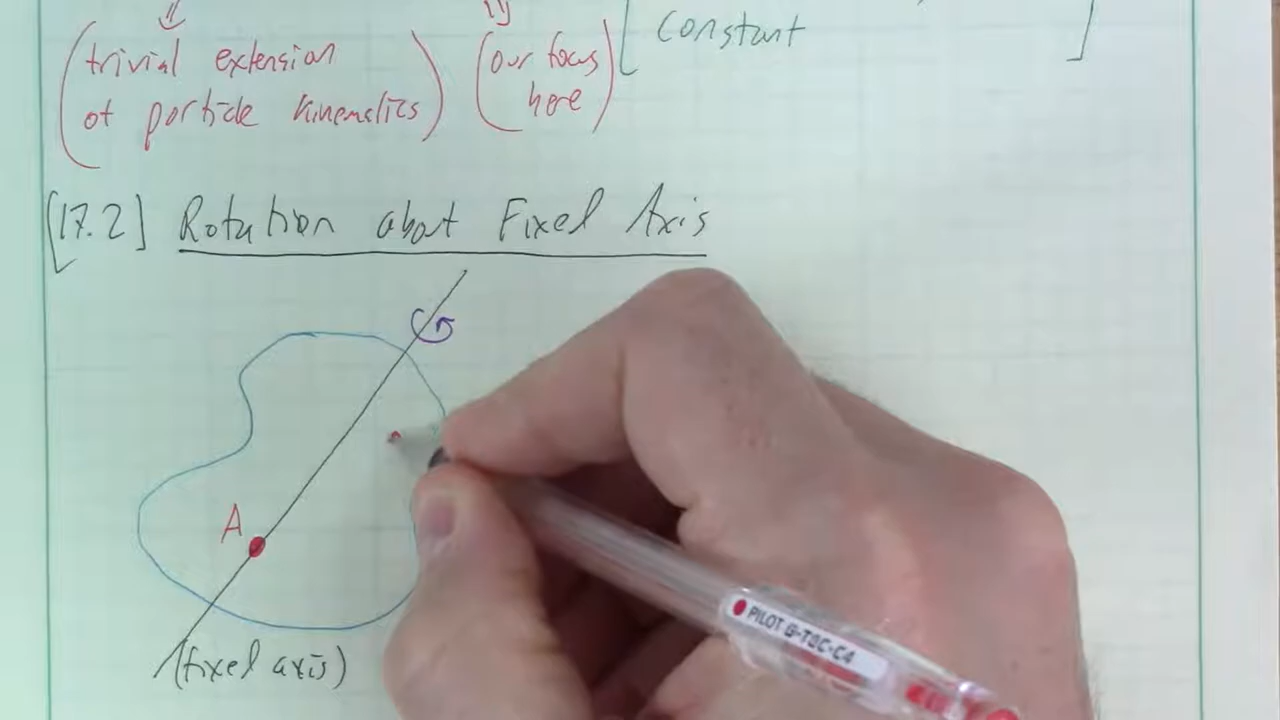 (trivial extension of particle kinematics)
(our focus here)
[constant]
[17.2] Rotation about Fixed Axis
A
(fixed axis)
PILOT G-TEC-C4